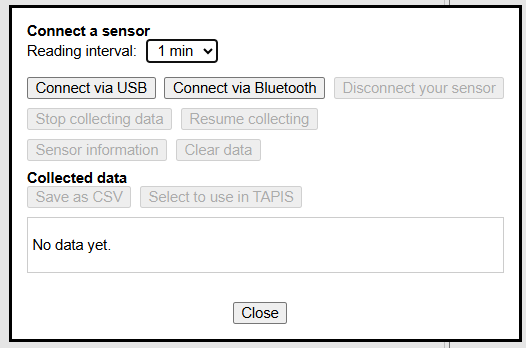 Connect a sensor
Reading interval: 1 min
Connect via USB Connect via Bluetooth Disconnect your sensor
Stop collecting data Resume collecting
Sensor information Clear data
Collected data
Save as CSV Select to use in TAPIS
No data yet.
Close